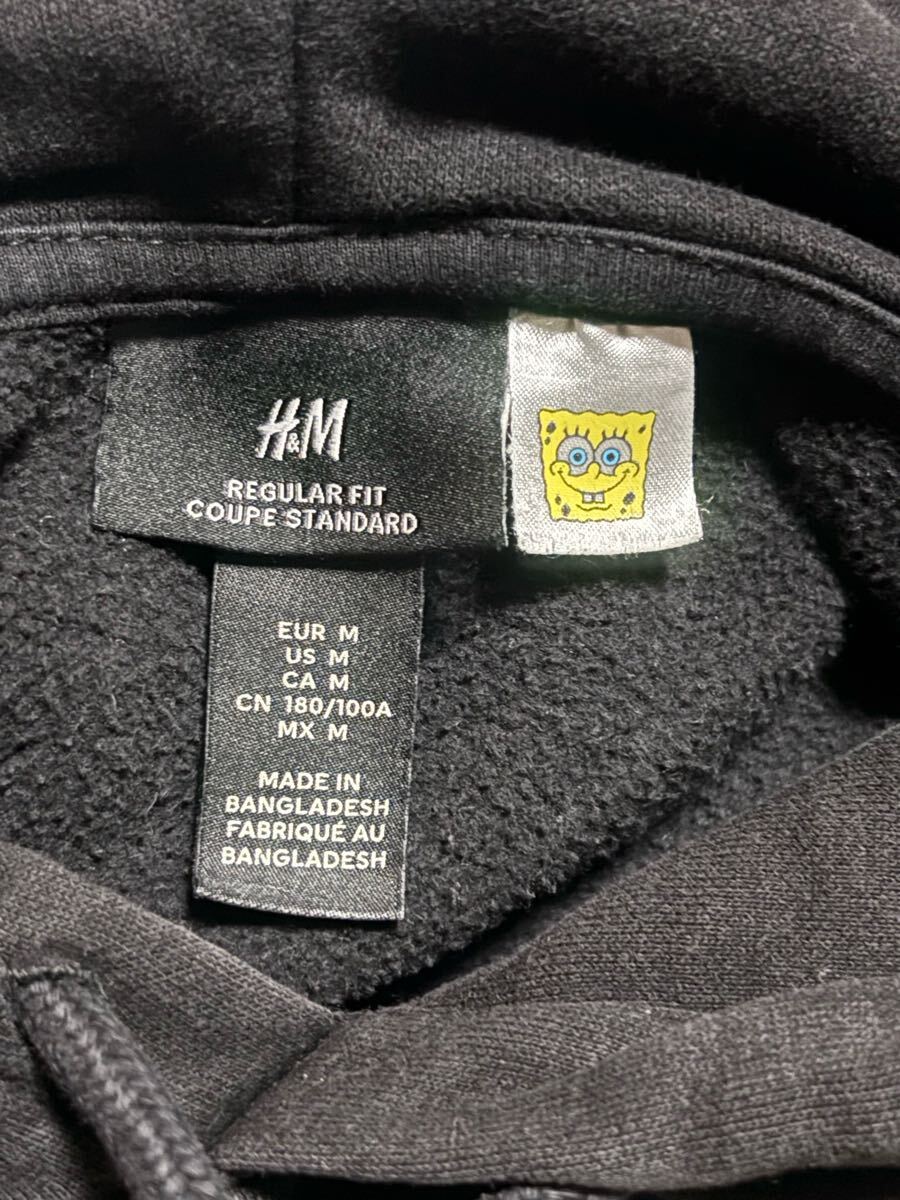 H&M
REGULAR FIT
COUPE STANDARD
EUR M
US M
CA M
CN 180/100A
MX M
MADE IN
BANGLADESH
FABRIQUÉ AU
BANGLADESH